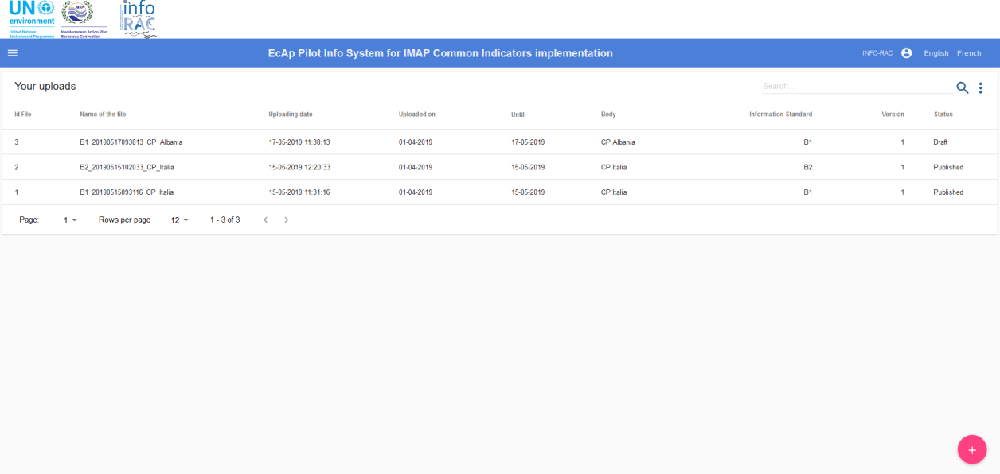 UN
environment
United Nations
Environment Programme
MAP
Mediterranean Action Plan
Barcelona Convention
info
RAC
EcAp Pilot Info System for IMAP Common Indicators implementation
INFO-RAC English French
Your uploads
Search...
Id File Name of the file Uploading date Uploaded on Until Body Information Standard Version Status
3 B1_20190517093813_CP_Albania 17-05-2019 11:38:13 01-04-2019 17-05-2019 CP Albania B1 1 Draft
2 B2_20190515102033_CP_Italia 15-05-2019 12:20:33 01-04-2019 15-05-2019 CP Italia B2 1 Published
1 B1_20190515093116_CP_Italia 15-05-2019 11:31:16 01-04-2019 15-05-2019 CP Italia B1 1 Published
Page: 1 Rows per page 12 1 - 3 of 3 < >
+